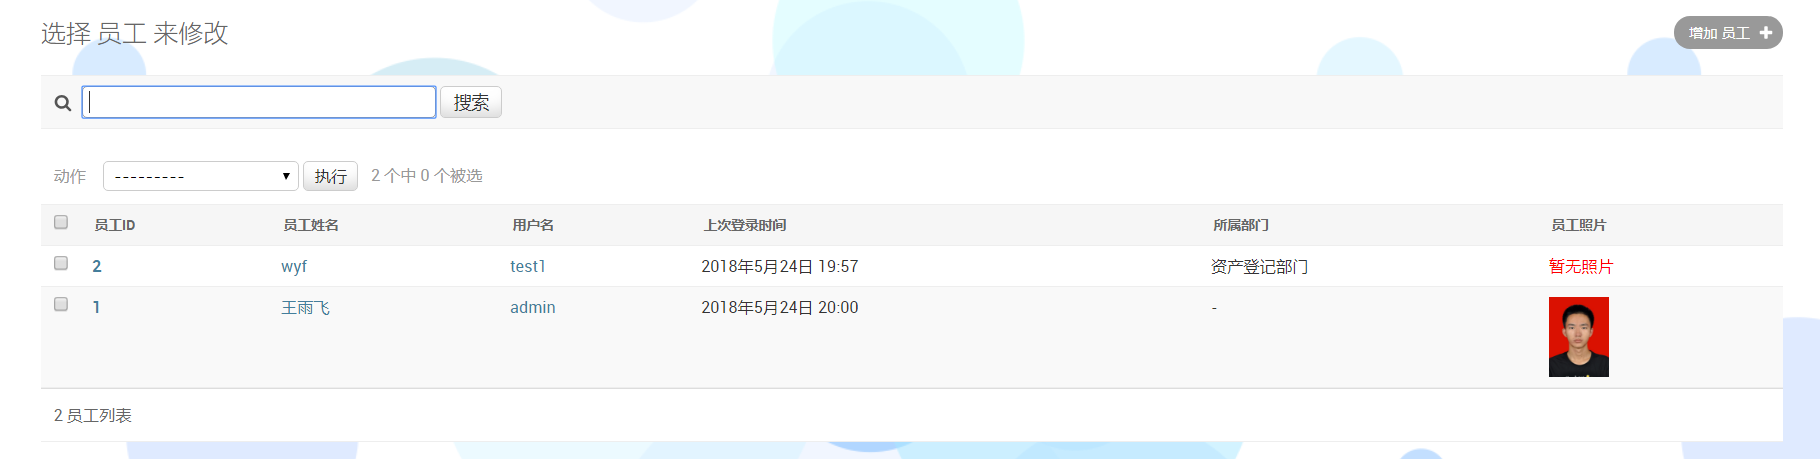 选择 员工 来修改
增加 员工
搜索
动作 --------- 执行 2 个中 0 个被选
员工ID 员工姓名 用户名 上次登录时间 所属部门 员工照片
2 wyf test1 2018年5月24日 19:57 资产登记部门 暂无照片
1 王雨飞 admin 2018年5月24日 20:00 -
2 员工列表